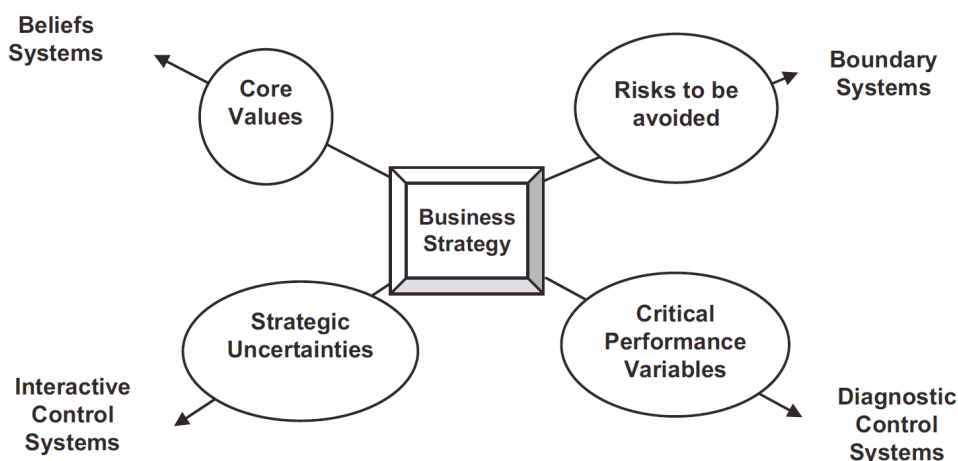 Beliefs
Systems
Core
Values
Risks to be
avoided
Boundary
Systems
Business
Strategy
Strategic
Uncertainties
Critical
Performance
Variables
Interactive
Control
Systems
Diagnostic
Control
Systems